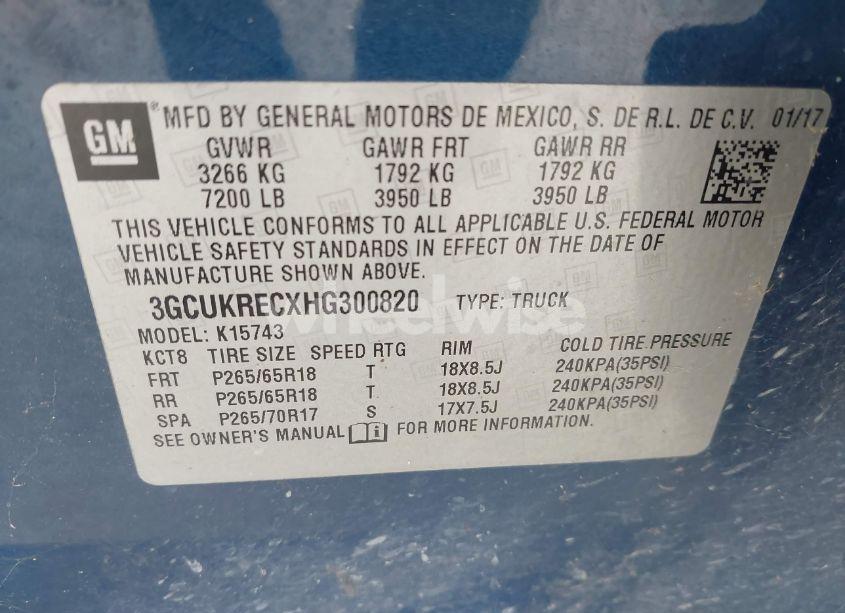 GM® MFD BY GENERAL MOTORS DE MEXICO, S. DE R.L. DE C.V. 01/17
GVWR GAWR FRT GAWR RR
3266 KG 1792 KG 1792 KG
7200 LB 3950 LB 3950 LB
THIS VEHICLE CONFORMS TO ALL APPLICABLE U.S. FEDERAL MOTOR
VEHICLE SAFETY STANDARDS IN EFFECT ON THE DATE OF
MANUFACTURE SHOWN ABOVE.
3GCUKRECXHG300820 TYPE: TRUCK
wheelwise
MODEL: K15743
KCT8 TIRE SIZE SPEED RTG RIM COLD TIRE PRESSURE
FRT P265/65R18 T 18X8.5J 240KPA(35PSI)
RR P265/65R18 T 18X8.5J 240KPA(35PSI)
SPA P265/70R17 S 17X7.5J 240KPA(35PSI)
SEE OWNER'S MANUAL i FOR MORE INFORMATION.